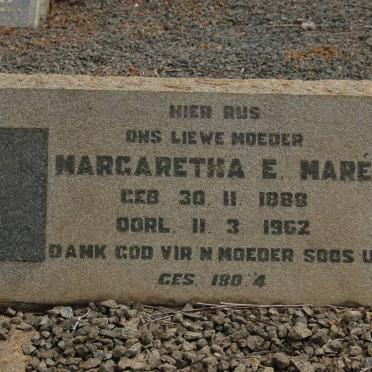 HIER RUS
ONS LIEWE MOEDER
MARGARETHA E. MARÉ
GEB 30. 11. 1888
OORL. 11. 3. 1962
DANK GOD VIR 'N MOEDER SOOS U
GES. 180:4